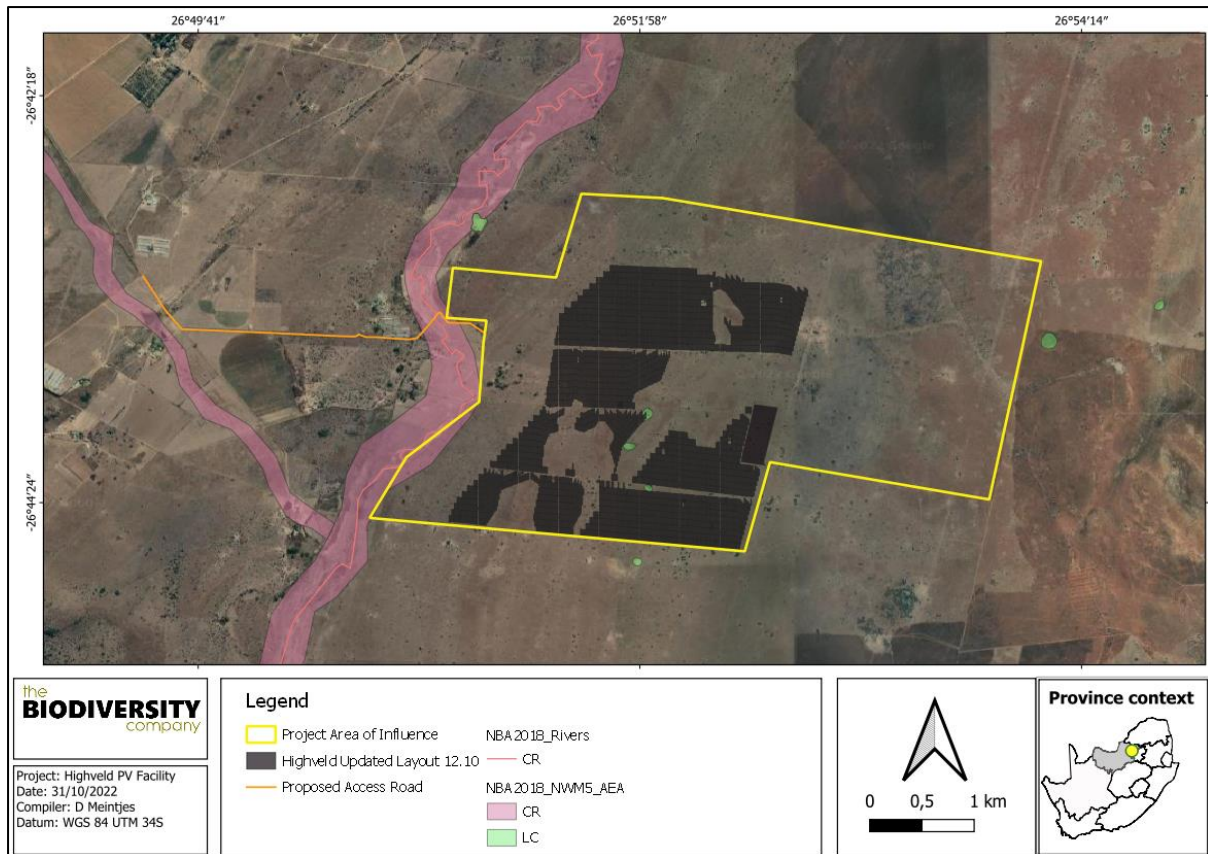 26°49'41"
26°51'58"
26°54'14"
-26°42'18"
-26°44'24"
the
BIODIVERSITY
company
Project: Highveld PV Facility
Date: 31/10/2022
Compiler: D Meintjes
Datum: WGS 84 UTM 34S
Legend
Project Area of Influence
Highveld Updated Layout 12.10
Proposed Access Road
NBA2018_Rivers
CR
NBA2018_NWM5_AEA
CR
LC
0 0,5 1 km
Province context